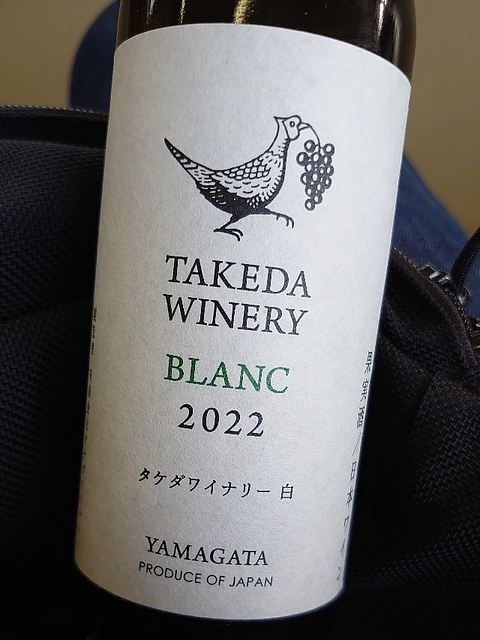 TAKEDA
WINERY
BLANC
2022
タケダワイナリー 白
YAMAGATA
PRODUCE OF JAPAN
果実酒/日本ワイン